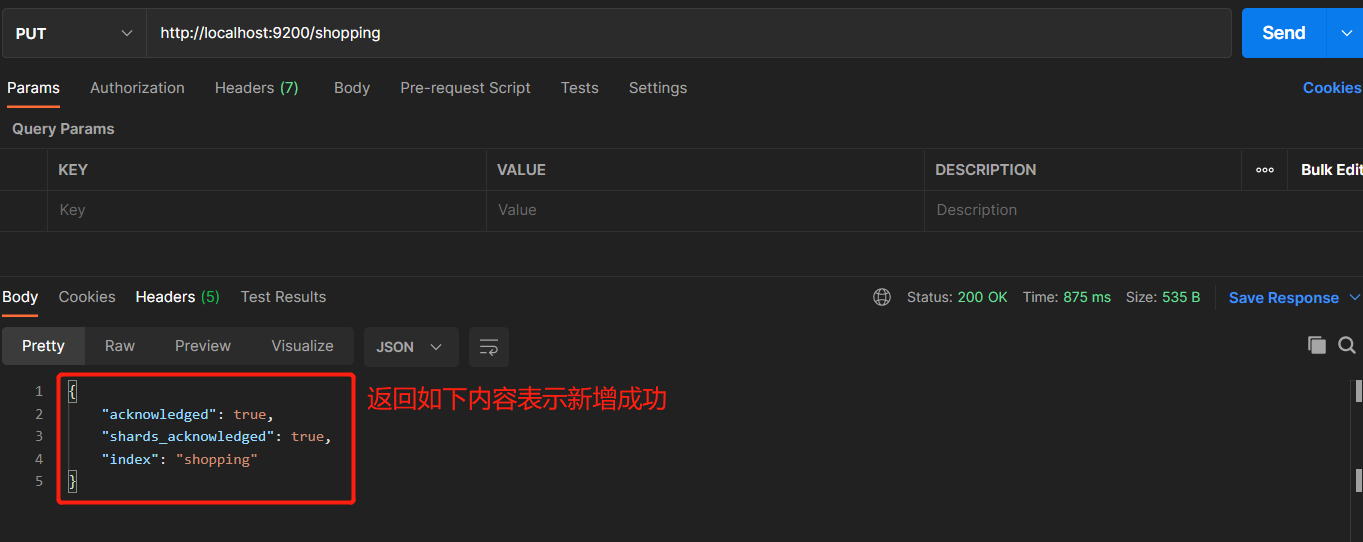 PUT http://localhost:9200/shopping Send
Params Authorization Headers (7) Body Pre-request Script Tests Settings Cookies
Query Params
KEY VALUE DESCRIPTION ooo Bulk Edit
Key Value Description
Body Cookies Headers (5) Test Results Status: 200 OK Time: 875 ms Size: 535 B Save Response
Pretty Raw Preview Visualize JSON
1 {
返回如下内容表示新增成功
2 "acknowledged": true,
3 "shards_acknowledged": true,
4 "index": "shopping"
5 }